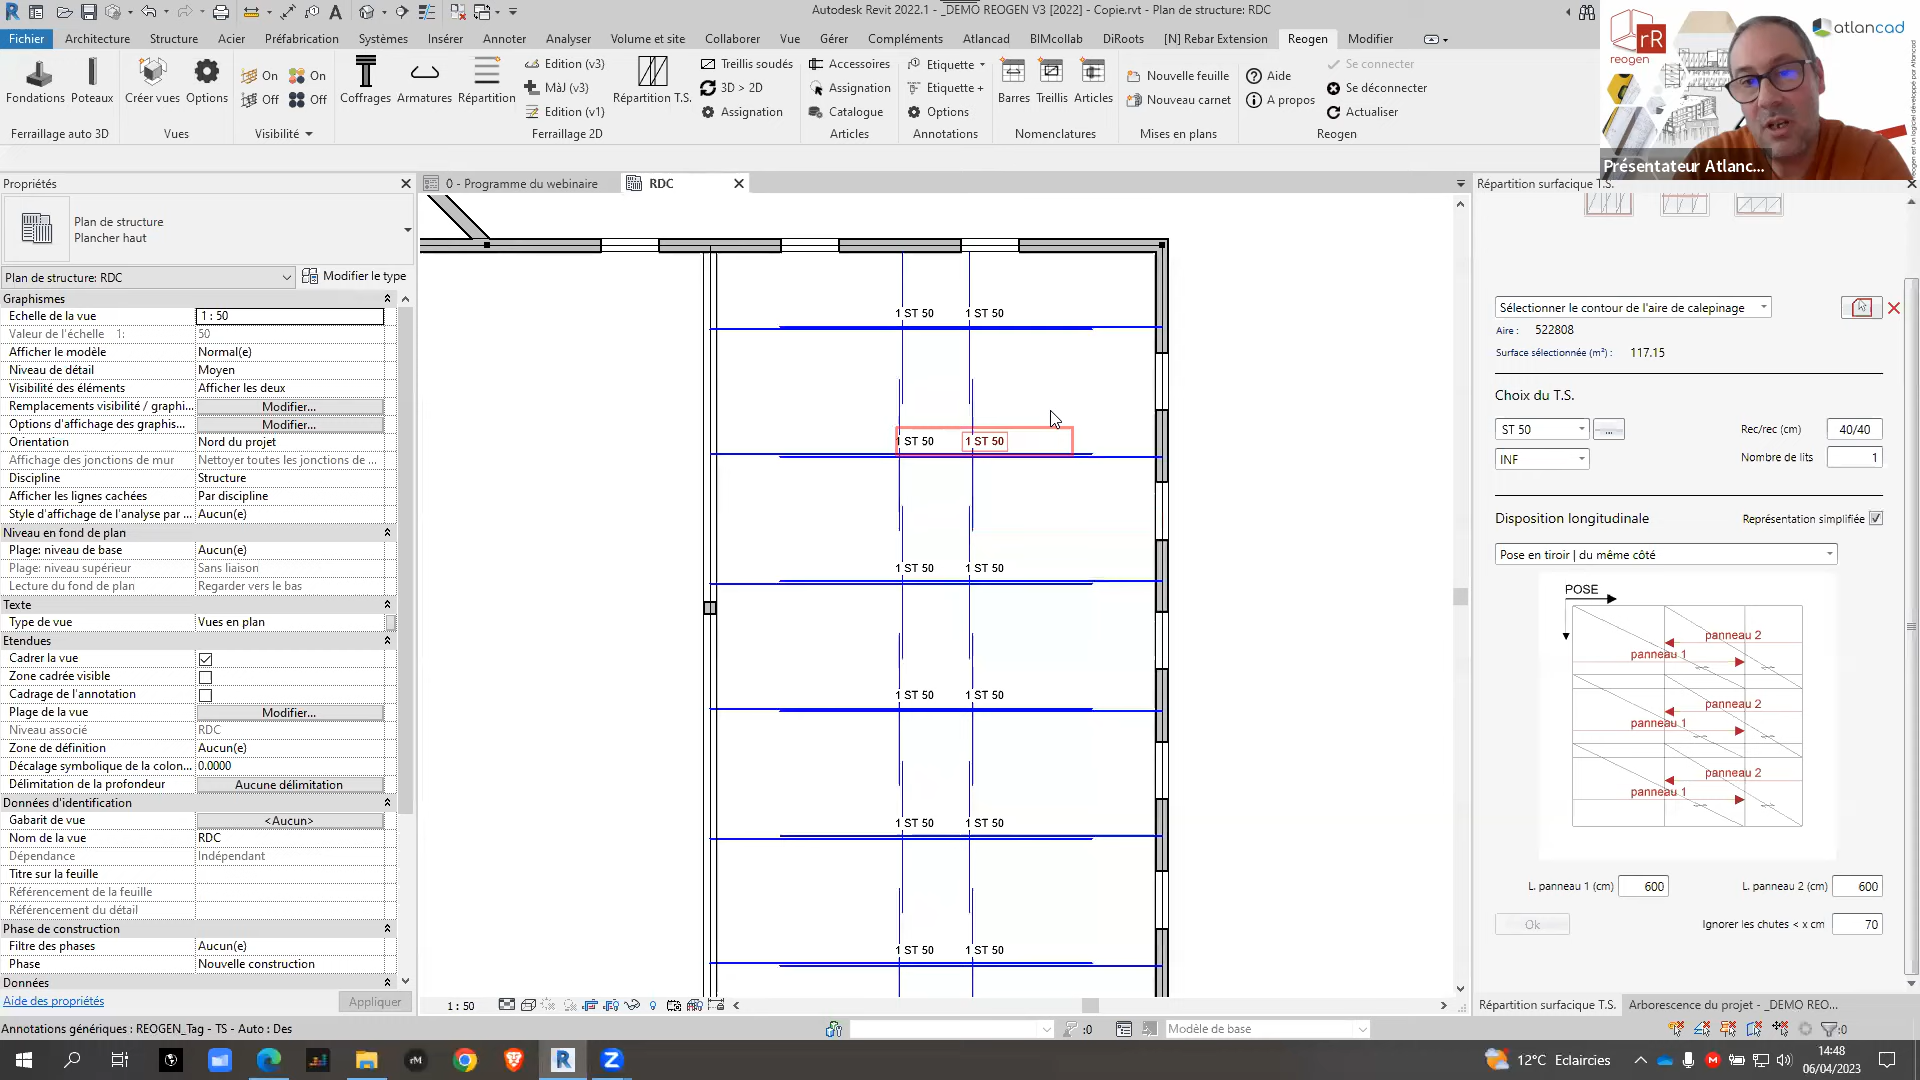 Autodesk Revit 2022.1 - _DEMO REOGEN V3 [2022] - Copie.rvt - Plan de structure: RDC
Fichier Architecture Structure Acier Préfabrication Systèmes Insérer Annoter Analyser Volume et site Collaborer Vue Gérer Compléments Atlancad BIMcollab DiRoots [N] Rebar Extension Reogen Modifier
Fondations Poteaux Créer vues Options On Off On Off Coffrages Armatures Répartition
Edition (v3)
MàJ (v3)
Edition (v1)
Répartition T.S.
Treillis soudés
3D > 2D
Assignation
Accessoires
Assignation
Catalogue
Etiquette
Etiquette +
Options
Barres Treillis Articles
Nouvelle feuille
Nouveau carnet
Aide
A propos
Se connecter
Se déconnecter
Actualiser
Ferraillage auto 3D Vues Visibilité Ferraillage 2D Articles Annotations Nomenclatures Mises en plans Reogen
rR
reogen
atlancad
Reogen est un logiciel développé par Atlancad
Présentateur Atlanc...
Propriétés
Plan de structure
Plancher haut
Plan de structure: RDC
Modifier le type
Graphismes
Echelle de la vue 1 : 50
Valeur de l'échelle 1: 50
Afficher le modèle Normal(e)
Niveau de détail Moyen
Visibilité des éléments Afficher les deux
Remplacements visibilité / graphi... Modifier...
Options d'affichage des graphis... Modifier...
Orientation Nord du projet
Affichage des jonctions de mur Nettoyer toutes les jonctions de ...
Discipline Structure
Afficher les lignes cachées Par discipline
Style d'affichage de l'analyse par ... Aucun(e)
Niveau en fond de plan
Plage: niveau de base Aucun(e)
Plage: niveau supérieur Sans liaison
Lecture du fond de plan Regarder vers le bas
Texte
Type de vue Vues en plan
Etendues
Cadrer la vue
Zone cadrée visible
Cadrage de l'annotation
Plage de la vue Modifier...
Niveau associé RDC
Zone de définition Aucun(e)
Décalage symbolique de la colon... 0.0000
Délimitation de la profondeur Aucune délimitation
Données d'identification
Gabarit de vue <Aucun>
Nom de la vue RDC
Dépendance Indépendant
Titre sur la feuille
Référencement de la feuille
Référencement du détail
Phase de construction
Filtre des phases Aucun(e)
Phase Nouvelle construction
Données
Aide des propriétés Appliquer
0 - Programme du webinaire RDC
1 ST 50 1 ST 50
1 ST 50 1 ST 50
1 ST 50 1 ST 50
1 ST 50 1 ST 50
1 ST 50 1 ST 50
1 ST 50 1 ST 50
1 : 50
Répartition surfacique T.S.
Sélectionner le contour de l'aire de calepinage
Aire : 522808
Surface sélectionnée (m²) : 117.15
Choix du T.S.
ST 50 ... Rec/rec (cm) 40/40
INF Nombre de lits 1
Disposition longitudinale Représentation simplifiée
Pose en tiroir | du même côté
POSE
panneau 2
panneau 1
panneau 2
panneau 1
panneau 2
panneau 1
L. panneau 1 (cm) 600 L. panneau 2 (cm) 600
Ok Ignorer les chutes < x cm 70
Répartition surfacique T.S. Arborescence du projet - _DEMO REO...
Annotations génériques : REOGEN_Tag - TS - Auto : Des
:0
Modèle de base
:0
12°C Eclaircies
14:48
06/04/2023